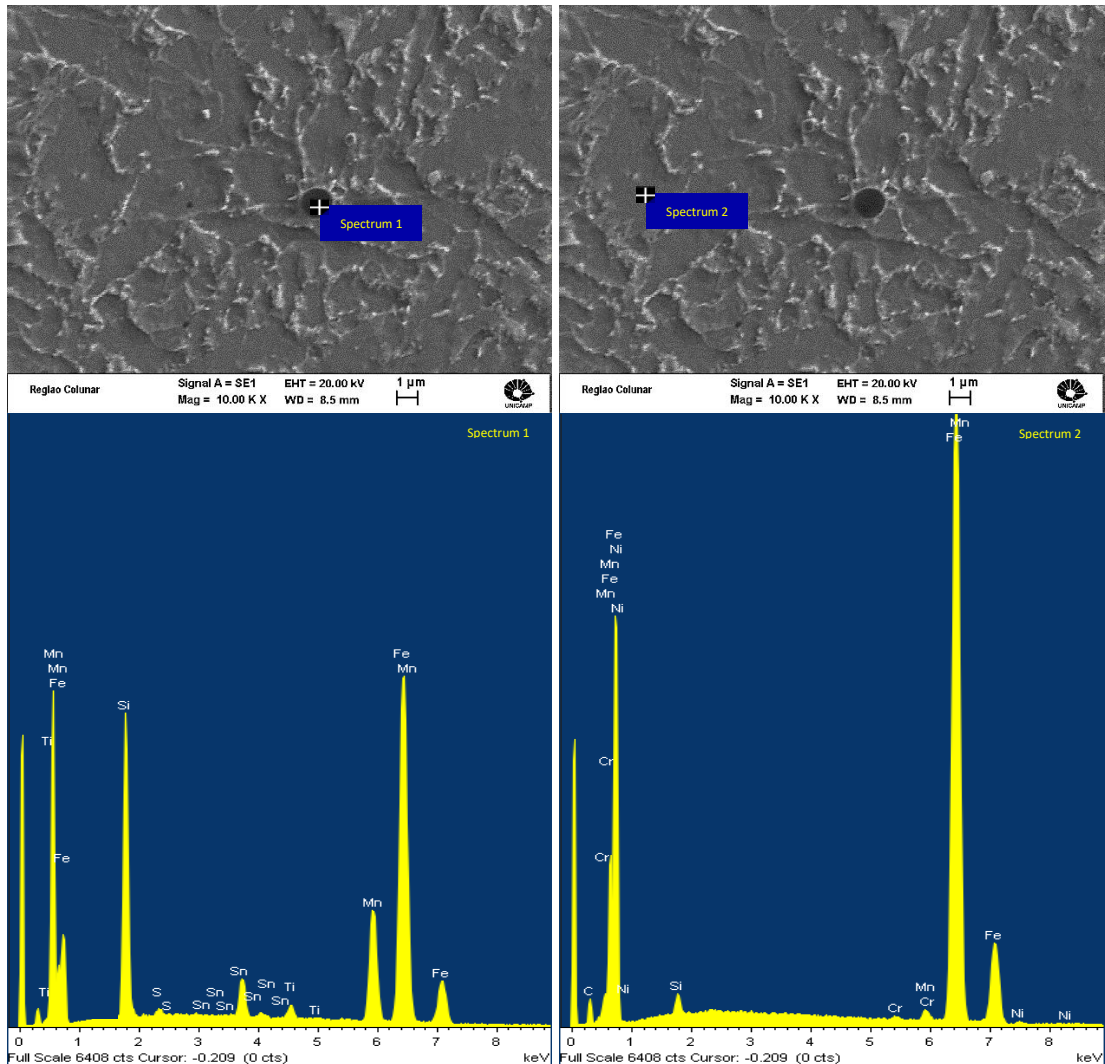 Spectrum 1
Spectrum 2
Reglao Colunar
Signal A = SE1
EHT = 20.00 kV
1 µm
Mag = 10.00 K X
WD = 8.5 mm
UNICAMP
Reglao Colunar
Signal A = SE1
EHT = 20.00 kV
1 µm
Mag = 10.00 K X
WD = 8.5 mm
UNICAMP
Spectrum 1
Mn
Mn
Fe
Ti
Fe
Ti
Si
S
S
Sn
Sn
Sn
Sn
Sn
Sn
Sn
Ti
Ti
Mn
Fe
Mn
Fe
0 1 2 3 4 5 6 7 8
Full Scale 6408 cts Cursor: -0.209 (0 cts)
keV
Spectrum 2
Mn
Fe
Fe
Ni
Mn
Fe
Mn
Ni
Cr
Cr
C
Ni
Si
Cr
Mn
Cr
Fe
Ni
Ni
0 1 2 3 4 5 6 7 8
Full Scale 6408 cts Cursor: -0.209 (0 cts)
keV